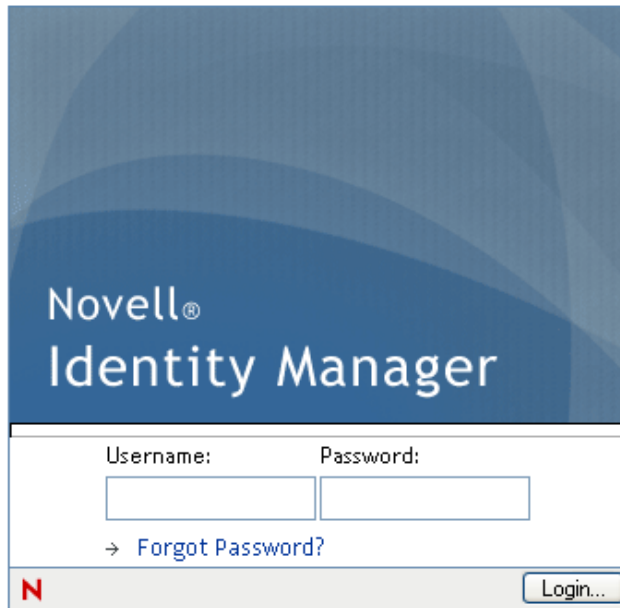 Novell®
Identity Manager
Username: Password:
→ Forgot Password?
N Login...